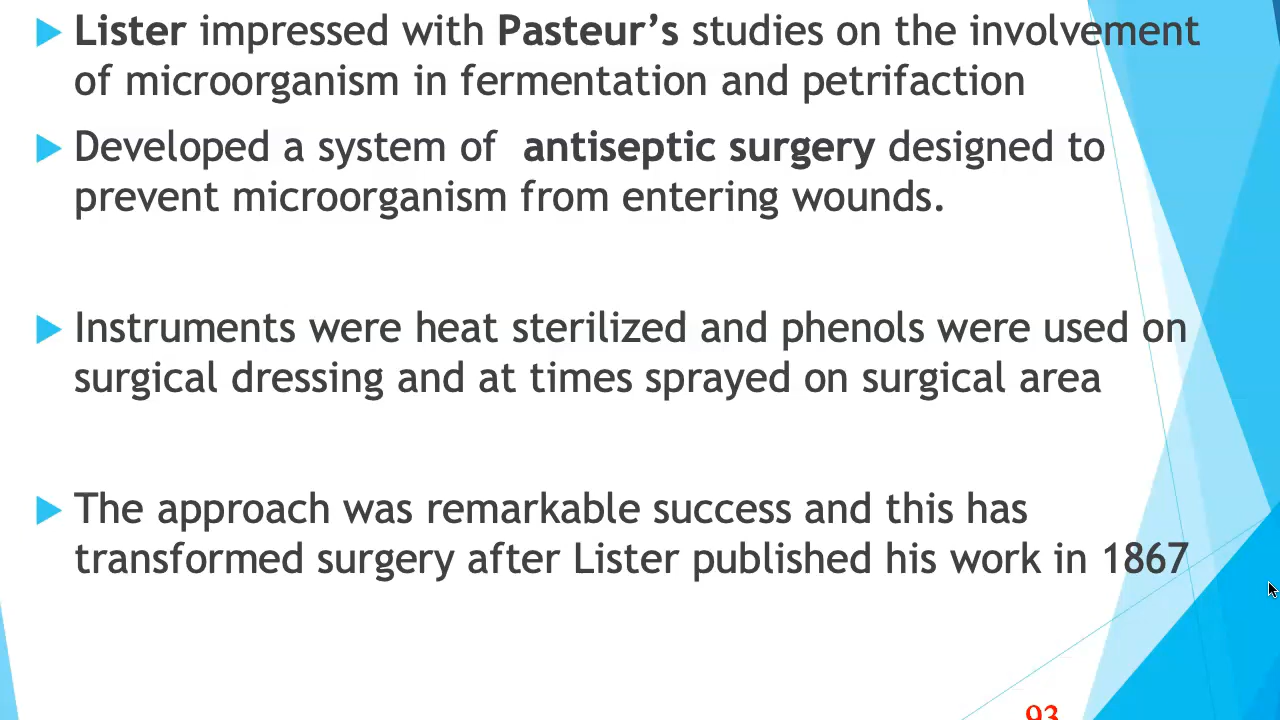 Lister impressed with Pasteur’s studies on the involvement
of microorganism in fermentation and petrifaction
Developed a system of antiseptic surgery designed to
prevent microorganism from entering wounds.
Instruments were heat sterilized and phenols were used on
surgical dressing and at times sprayed on surgical area
The approach was remarkable success and this has
transformed surgery after Lister published his work in 1867
93